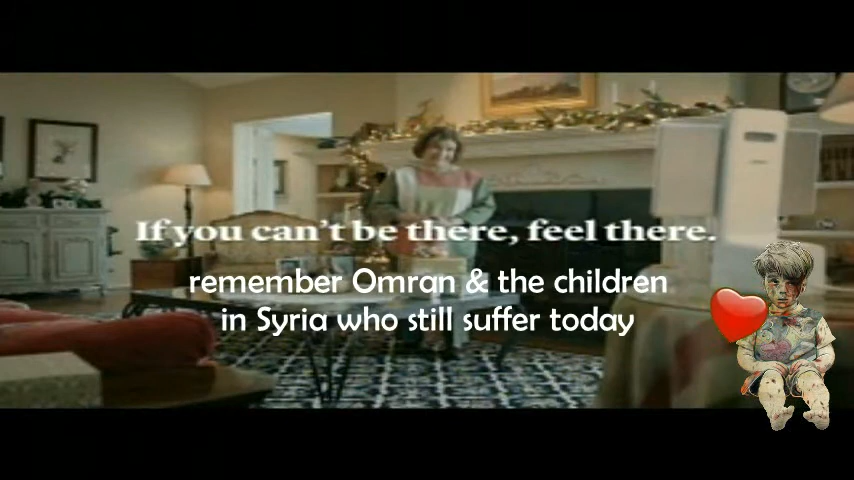 If you can't be there, feel there.
remember Omran & the children
in Syria who still suffer today